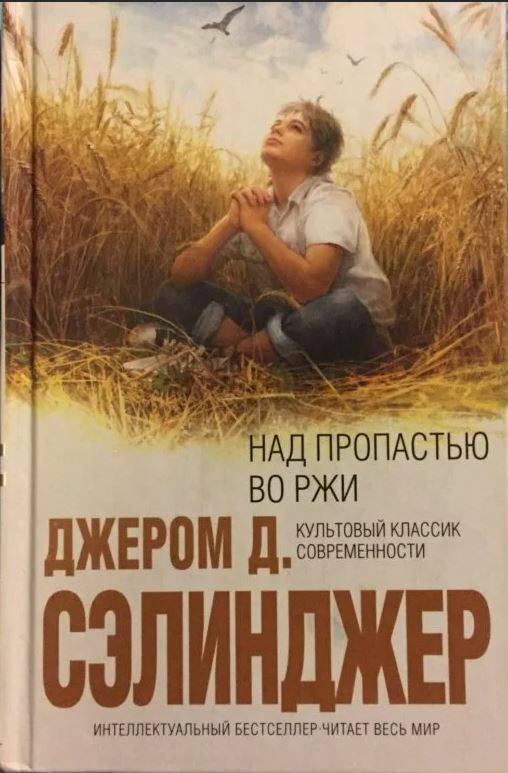 НАД ПРОПАСТЬЮ
ВО РЖИ
ДЖЕРОМ Д.
КУЛЬТОВЫЙ КЛАССИК
СОВРЕМЕННОСТИ
СЭЛИНДЖЕР
ИНТЕЛЛЕКТУАЛЬНЫЙ БЕСТСЕЛЛЕР·ЧИТАЕТ ВЕСЬ МИР